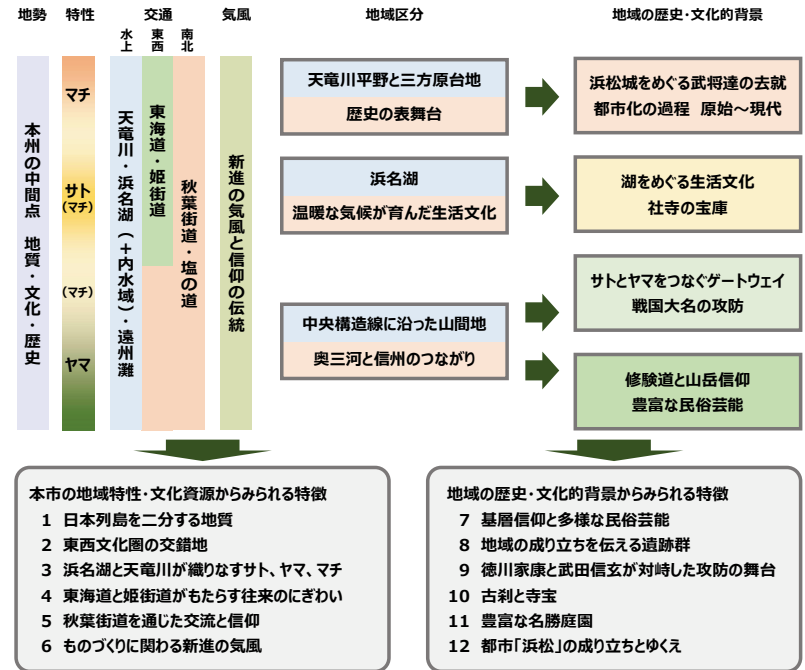 地勢 特性 交通 気風 地域区分 地域の歴史・文化的背景
水上 東西 南北
本州の中間点 地質・文化・歴史
マチ
サト
(マチ)
(マチ)
ヤマ
天竜川・浜名湖(+内水域)・遠州灘
東海道・姫街道
秋葉街道・塩の道
新進の気風と信仰の伝統
天竜川平野と三方原台地
歴史の表舞台
浜松城をめぐる武将達の去就
都市化の過程 原始~現代
浜名湖
温暖な気候が育んだ生活文化
湖をめぐる生活文化
社寺の宝庫
中央構造線に沿った山間地
奥三河と信州のつながり
サトとヤマをつなぐゲートウェイ
戦国大名の攻防
修験道と山岳信仰
豊富な民俗芸能
本市の地域特性・文化資源からみられる特徴
1 日本列島を二分する地質
2 東西文化圏の交錯地
3 浜名湖と天竜川が織りなすサト、ヤマ、マチ
4 東海道と姫街道がもたらす往来のにぎわい
5 秋葉街道を通じた交流と信仰
6 ものづくりに関わる新進の気風
地域の歴史・文化的背景からみられる特徴
7 基層信仰と多様な民俗芸能
8 地域の成り立ちを伝える遺跡群
9 徳川家康と武田信玄が対峙した攻防の舞台
10 古刹と寺宝
11 豊富な名勝庭園
12 都市「浜松」の成り立ちとゆくえ